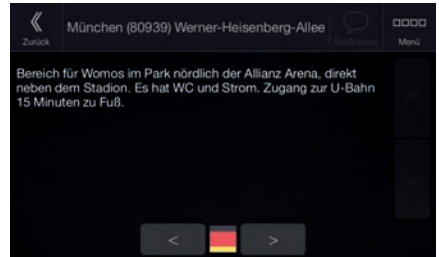 Zurück
München (80939) Werner-Heisenberg-Allee
Menü
Bereich für Womos im Park nördlich der Allianz Arena, direkt
neben dem Stadion. Es hat WC und Strom. Zugang zur U-Bahn
15 Minuten zu Fuß.
< >